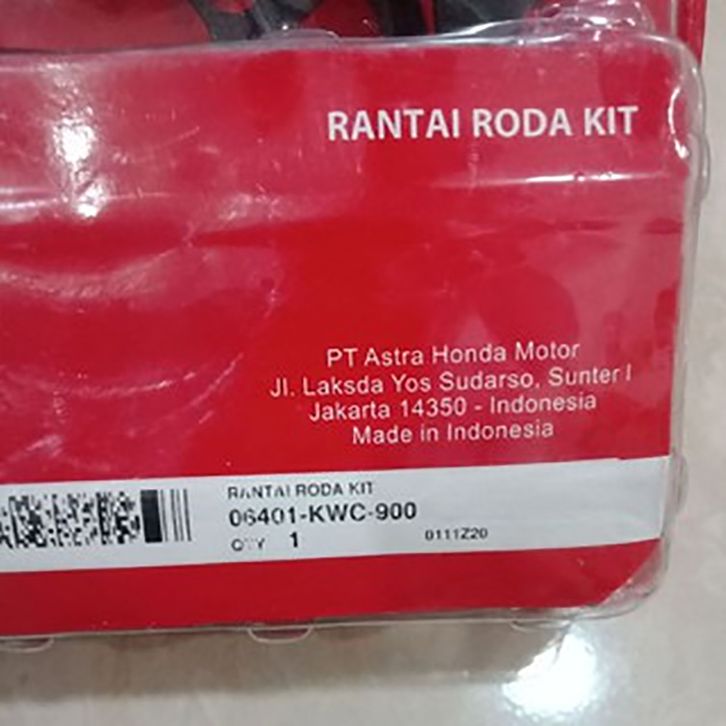 RANTAI RODA KIT
PT Astra Honda Motor
Jl. Laksda Yos Sudarso, Sunter I
Jakarta 14350 - Indonesia
Made in Indonesia
RANTAI RODA KIT
06401-KWC-900
QTY 1
0111Z20